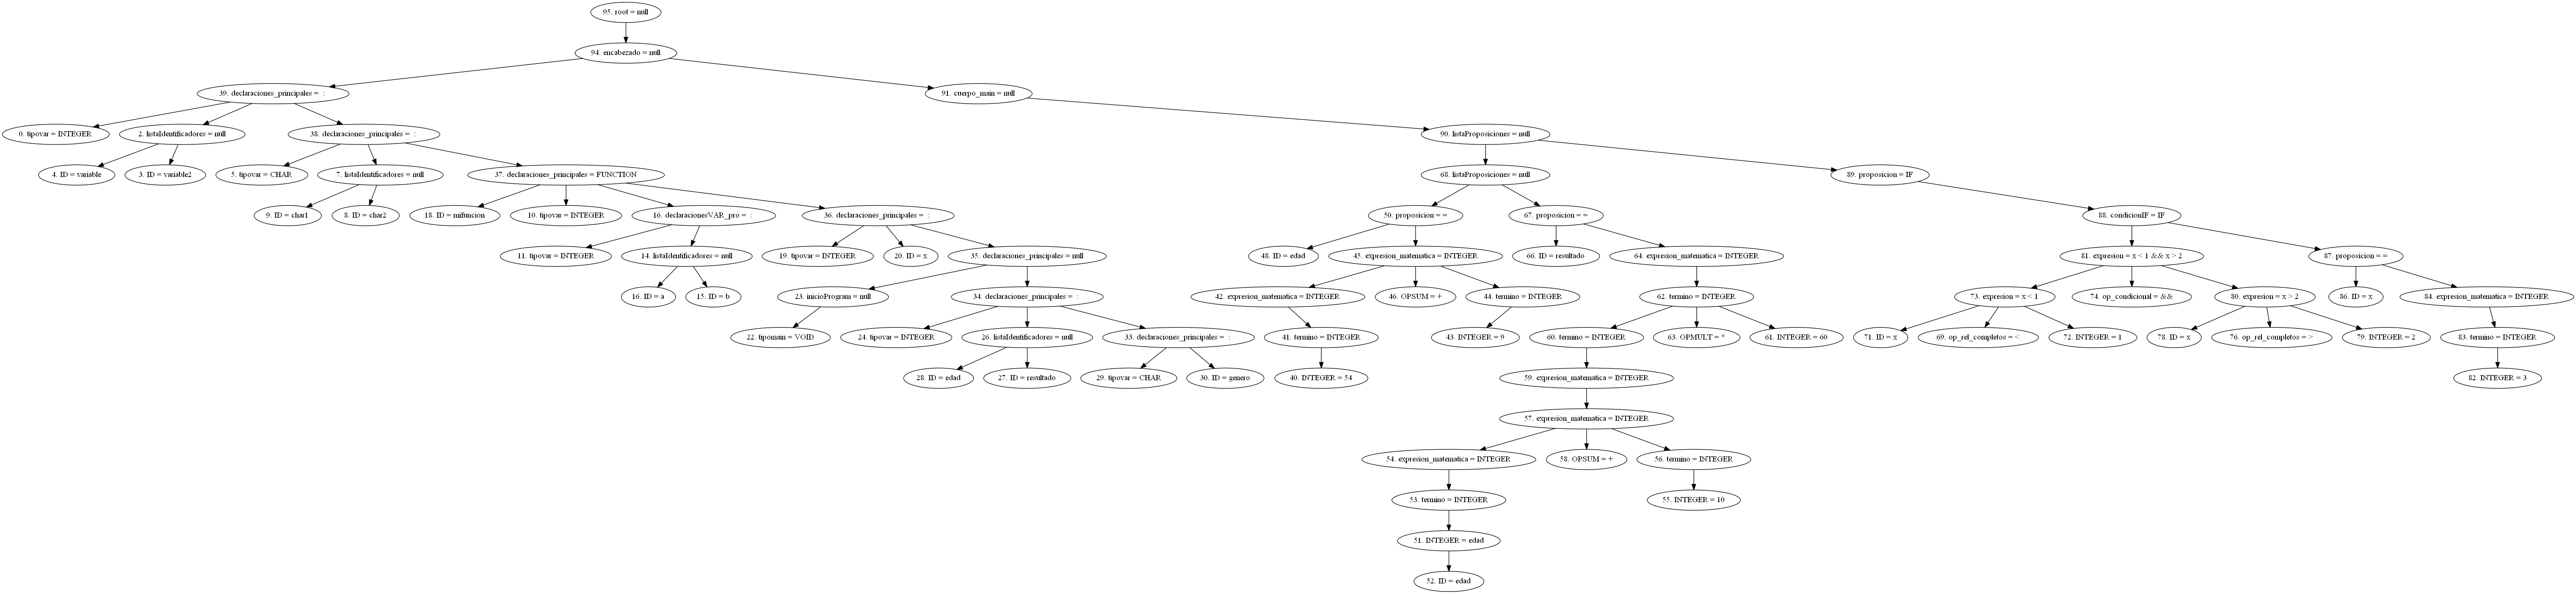 95. root = null
94. encabezado = null
39. declaraciones_principales = :
91. cuerpo_main = null
0. tipovar = INTEGER
2. listaIdentificadores = null
38. declaraciones_principales = :
90. listaProposiciones = null
4. ID = variable
3. ID = variable2
5. tipovar = CHAR
7. listaIdentificadores = null
37. declaraciones_principales = FUNCTION
68. listaProposiciones = null
89. proposicion = IF
9. ID = char1
8. ID = char2
18. ID = mifuncion
10. tipovar = INTEGER
16. declaracionesVAR_pro = :
36. declaraciones_principales = :
50. proposicion = =
67. proposicion = =
88. condicionIF = IF
11. tipovar = INTEGER
14. listaIdentificadores = null
19. tipovar = INTEGER
20. ID = x
35. declaraciones_principales = null
48. ID = edad
45. expresion_matematica = INTEGER
66. ID = resultado
64. expresion_matematica = INTEGER
81. expresion = x < 1 && x > 2
87. proposicion = =
16. ID = a
15. ID = b
23. inicioProgram = null
34. declaraciones_principales = :
42. expresion_matematica = INTEGER
46. OPSUM = +
44. termino = INTEGER
62. termino = INTEGER
73. expresion = x < 1
74. op_condicional = &&
80. expresion = x > 2
86. ID = x
84. expresion_matematica = INTEGER
22. tipomain = VOID
24. tipovar = INTEGER
26. listaIdentificadores = null
33. declaraciones_principales = :
41. termino = INTEGER
43. INTEGER = 9
60. termino = INTEGER
63. OPMULT = *
61. INTEGER = 60
71. ID = x
69. op_rel_completos = <
72. INTEGER = 1
78. ID = x
76. op_rel_completos = >
79. INTEGER = 2
83. termino = INTEGER
28. ID = edad
27. ID = resultado
29. tipovar = CHAR
30. ID = genero
40. INTEGER = 54
59. expresion_matematica = INTEGER
82. INTEGER = 3
57. expresion_matematica = INTEGER
54. expresion_matematica = INTEGER
58. OPSUM = +
56. termino = INTEGER
53. termino = INTEGER
55. INTEGER = 10
51. INTEGER = edad
52. ID = edad